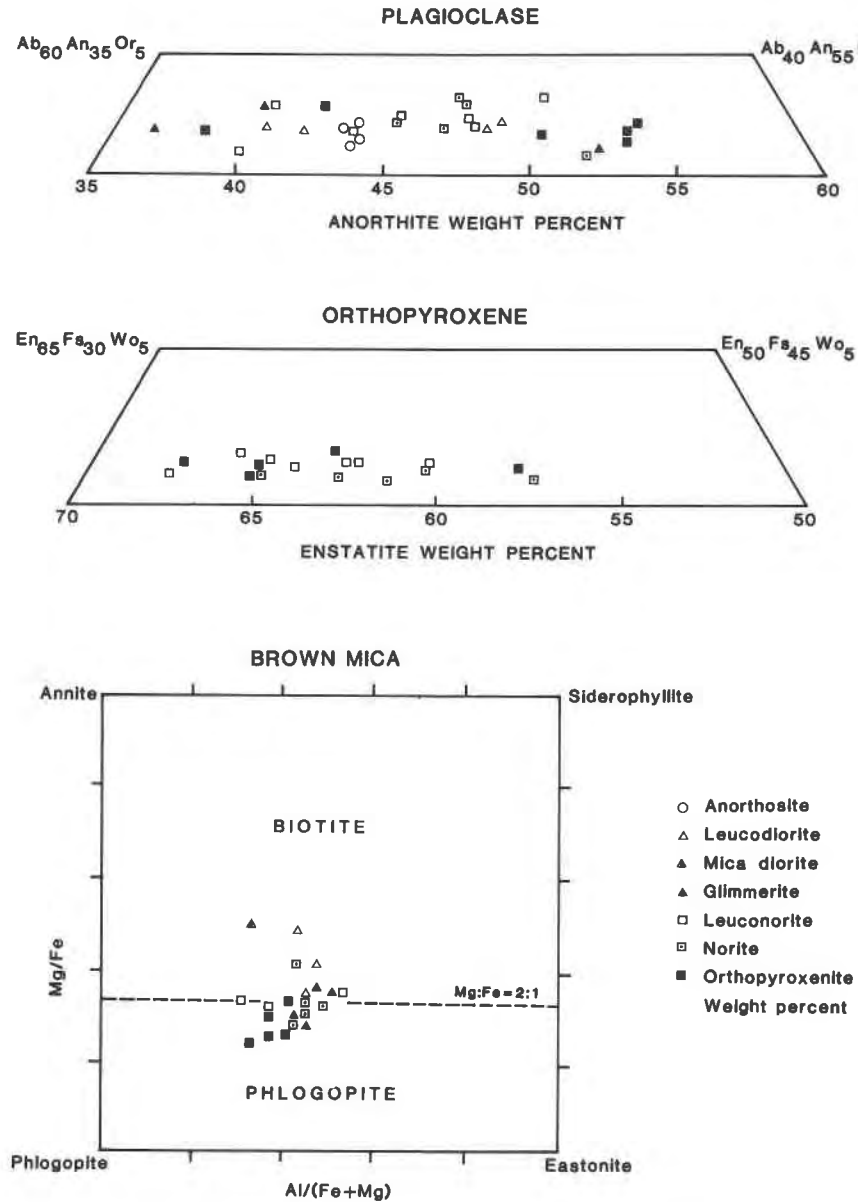 PLAGIOCLASE
Ab60 An35 Or5
Ab40 An55
35 40 45 50 55 60
ANORTHITE WEIGHT PERCENT
ORTHOPYROXENE
En65 Fs30 Wo5
En50 Fs45 Wo5
70 65 60 55 50
ENSTATITE WEIGHT PERCENT
BROWN MICA
Annite
Siderophyllite
BIOTITE
Mg/Fe
Mg:Fe=2:1
PHLOGOPITE
Phlogopite
Eastonite
Al/(Fe+Mg)
Anorthosite
Leucodiorite
Mica diorite
Glimmerite
Leuconorite
Norite
Orthopyroxenite
Weight percent